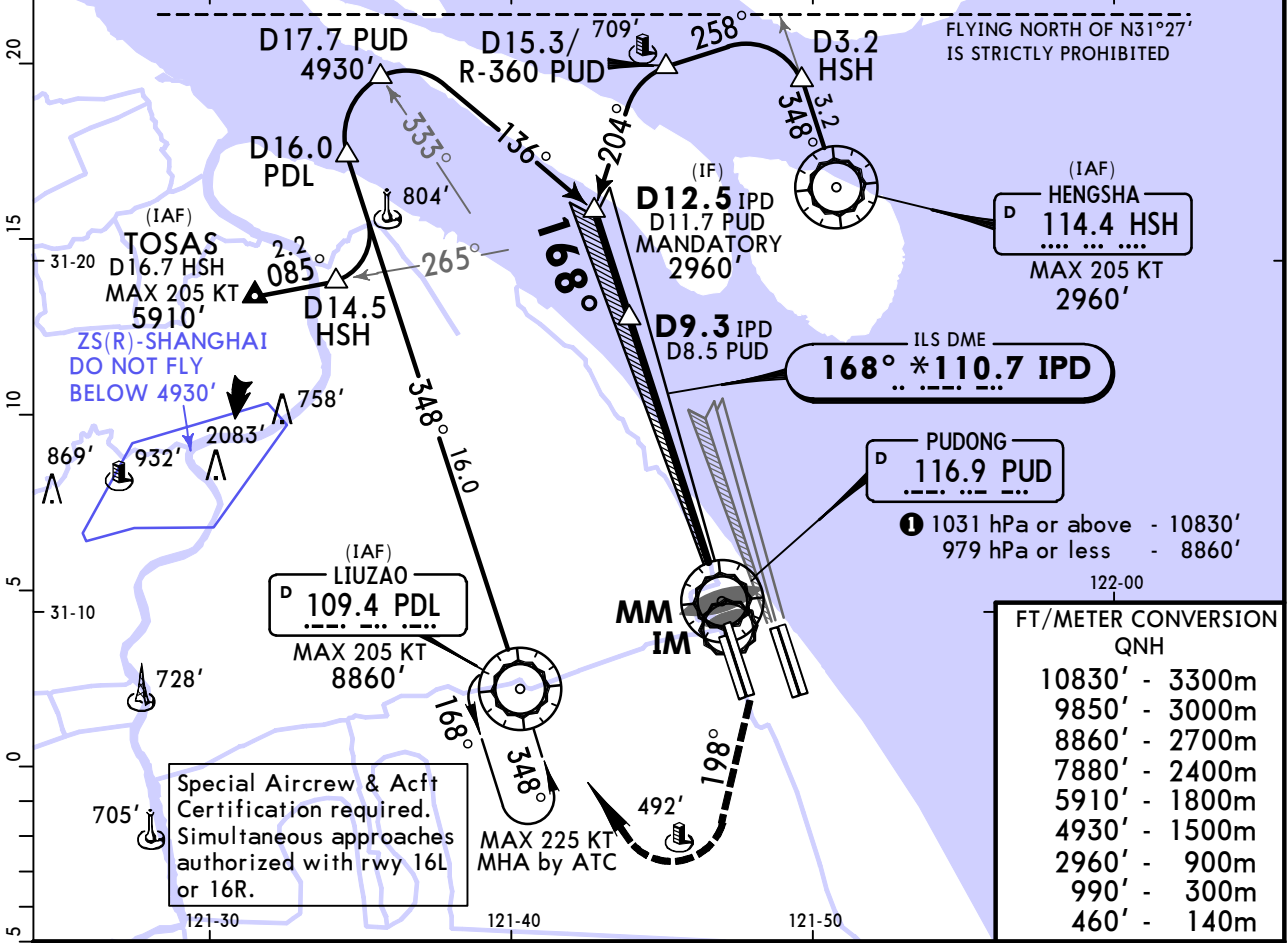 FLYING NORTH OF N31°27'
IS STRICTLY PROHIBITED
D17.7 PUD
4930'
D15.3/
R-360 PUD
709'
258°
D3.2
HSH
3.2
348°
20
333°
136°
204°
D16.0
PDL
804'
(IF)
D12.5 IPD
D11.7 PUD
MANDATORY
2960'
(IAF)
HENGSHA
D
114.4 HSH
MAX 205 KT
2960'
15
31-20
(IAF)
TOSAS
D16.7 HSH
MAX 205 KT
5910'
2.2
085°
265°
D14.5
HSH
168°
D9.3 IPD
D8.5 PUD
ILS DME
168° *110.7 IPD
ZS(R)-SHANGHAI
DO NOT FLY
BELOW 4930'
758'
2083'
932'
869'
10
348°
16.0
PUDONG
D
116.9 PUD
1 1031 hPa or above - 10830'
979 hPa or less - 8860'
122-00
5
31-10
(IAF)
LIUZAO
D
109.4 PDL
MAX 205 KT
8860'
MM
IM
728'
168°
348°
198°
492'
MAX 225 KT
MHA by ATC
0
705'
Special Aircrew & Acft
Certification required.
Simultaneous approaches
authorized with rwy 16L
or 16R.
FT/METER CONVERSION
QNH
10830' - 3300m
9850' - 3000m
8860' - 2700m
7880' - 2400m
5910' - 1800m
4930' - 1500m
2960' - 900m
990' - 300m
460' - 140m
5
121-30
121-40
121-50